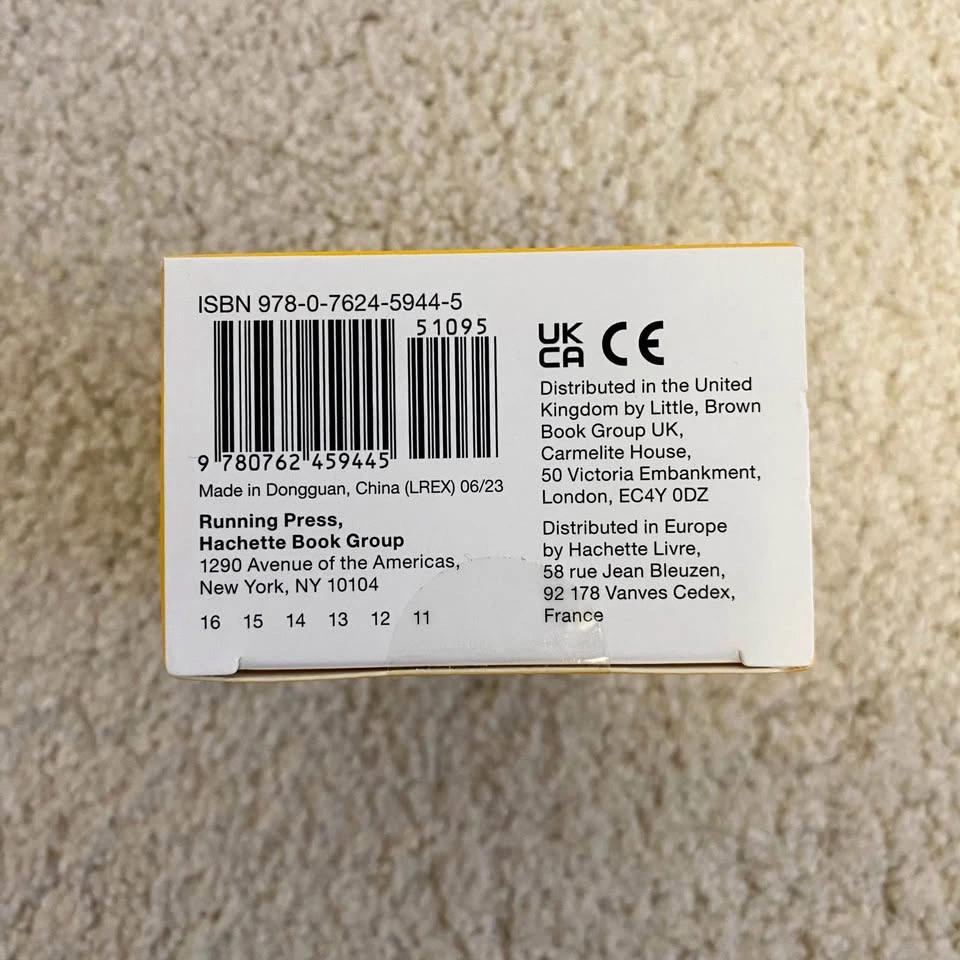 ISBN 978-0-7624-5944-5
51095
9 780762 459445
Made in Dongguan, China (LREX) 06/23
Running Press,
Hachette Book Group
1290 Avenue of the Americas,
New York, NY 10104
16 15 14 13 12 11
UK
CA CE
Distributed in the United
Kingdom by Little, Brown
Book Group UK,
Carmelite House,
50 Victoria Embankment,
London, EC4Y 0DZ
Distributed in Europe
by Hachette Livre,
58 rue Jean Bleuzen,
92 178 Vanves Cedex,
France